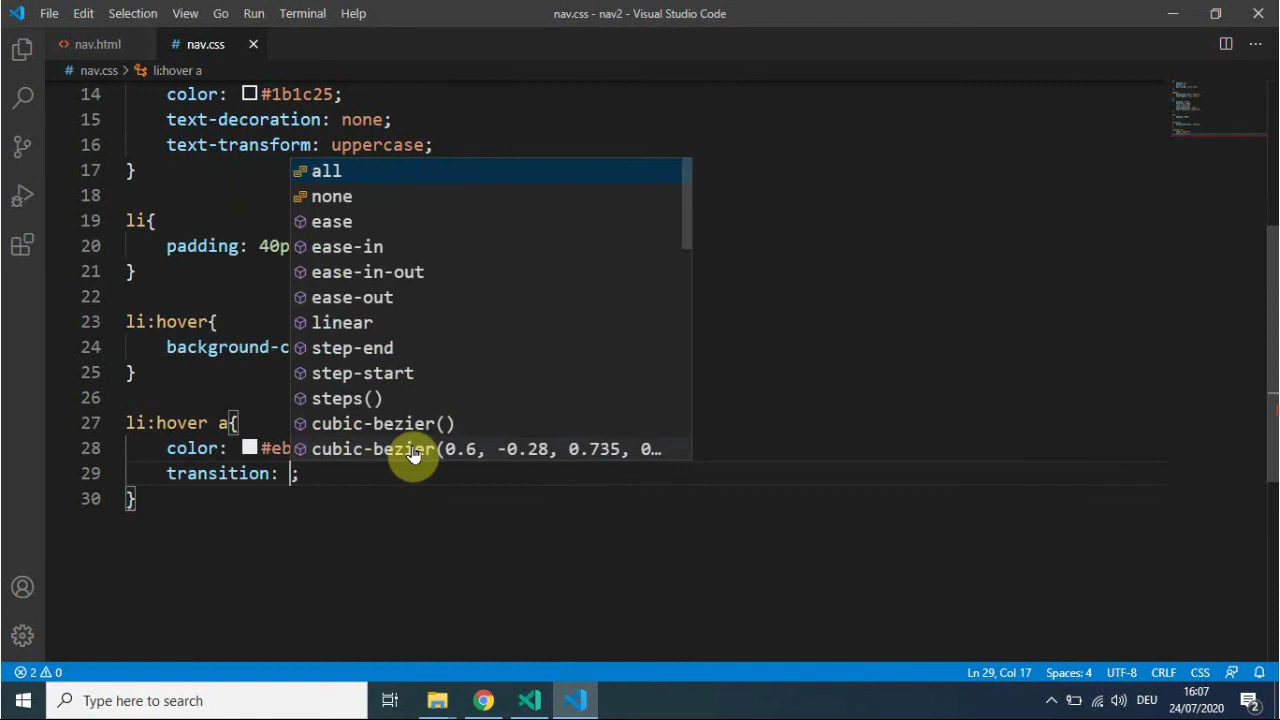 File Edit Selection View Go Run Terminal Help nav.css - nav2 - Visual Studio Code
nav.html # nav.css
# nav.css > li:hover a
14 color: #1b1c25;
15 text-decoration: none;
16 text-transform: uppercase;
all
17 }
none
18
ease
19 li{
ease-in
20 padding: 40p
ease-in-out
21 }
ease-out
22
linear
23 li:hover{
step-end
24 background-c
step-start
25 }
steps()
26
cubic-bezier()
27 li:hover a{
cubic-bezier(0.6, -0.28, 0.735, 0…
28 color: #eb
29 transition: ;
30 }
2 0 Ln 29, Col 17 Spaces: 4 UTF-8 CRLF CSS
Type here to search DEU 16:07
24/07/2020 2